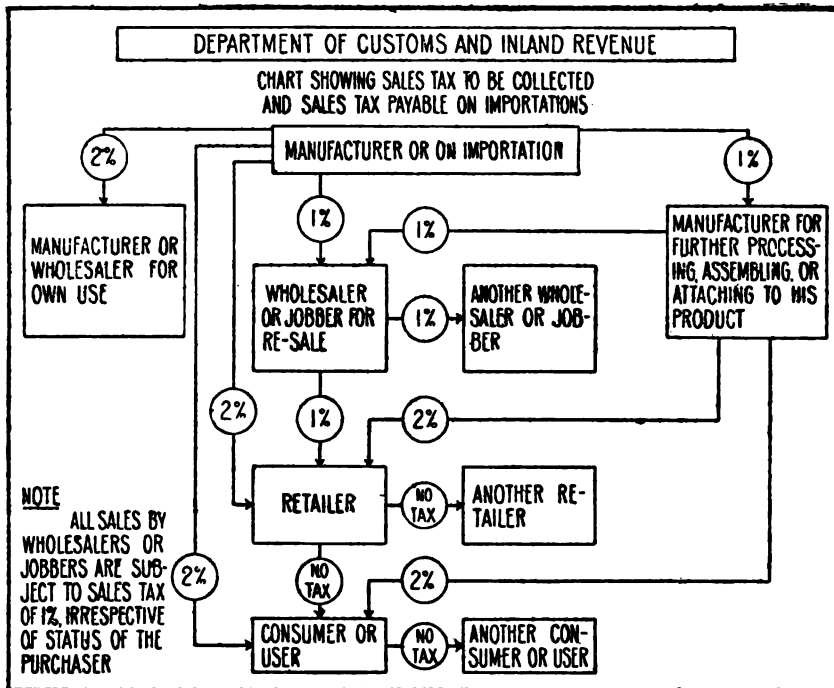 DEPARTMENT OF CUSTOMS AND INLAND REVENUE
CHART SHOWING SALES TAX TO BE COLLECTED
AND SALES TAX PAYABLE ON IMPORTATIONS
MANUFACTURER OR ON IMPORTATION
2%
1%
1%
MANUFACTURER OR
WHOLESALER FOR
OWN USE
1%
MANUFACTURER FOR
FURTHER PROCESS-
ING, ASSEMBLING, OR
ATTACHING TO HIS
PRODUCT
WHOLESALER
OR JOBBER FOR
RE-SALE
1%
ANOTHER WHOLE-
SALER OR JOB-
BER
2%
1%
2%
RETAILER
NO
TAX
ANOTHER RE-
TAILER
NOTE
ALL SALES BY
WHOLESALERS OR
JOBBERS ARE SUB-
JECT TO SALES TAX
OF 1%, IRRESPECTIVE
OF STATUS OF THE
PURCHASER
2%
NO
TAX
2%
CONSUMER OR
USER
NO
TAX
ANOTHER CON-
SUMER OR USER